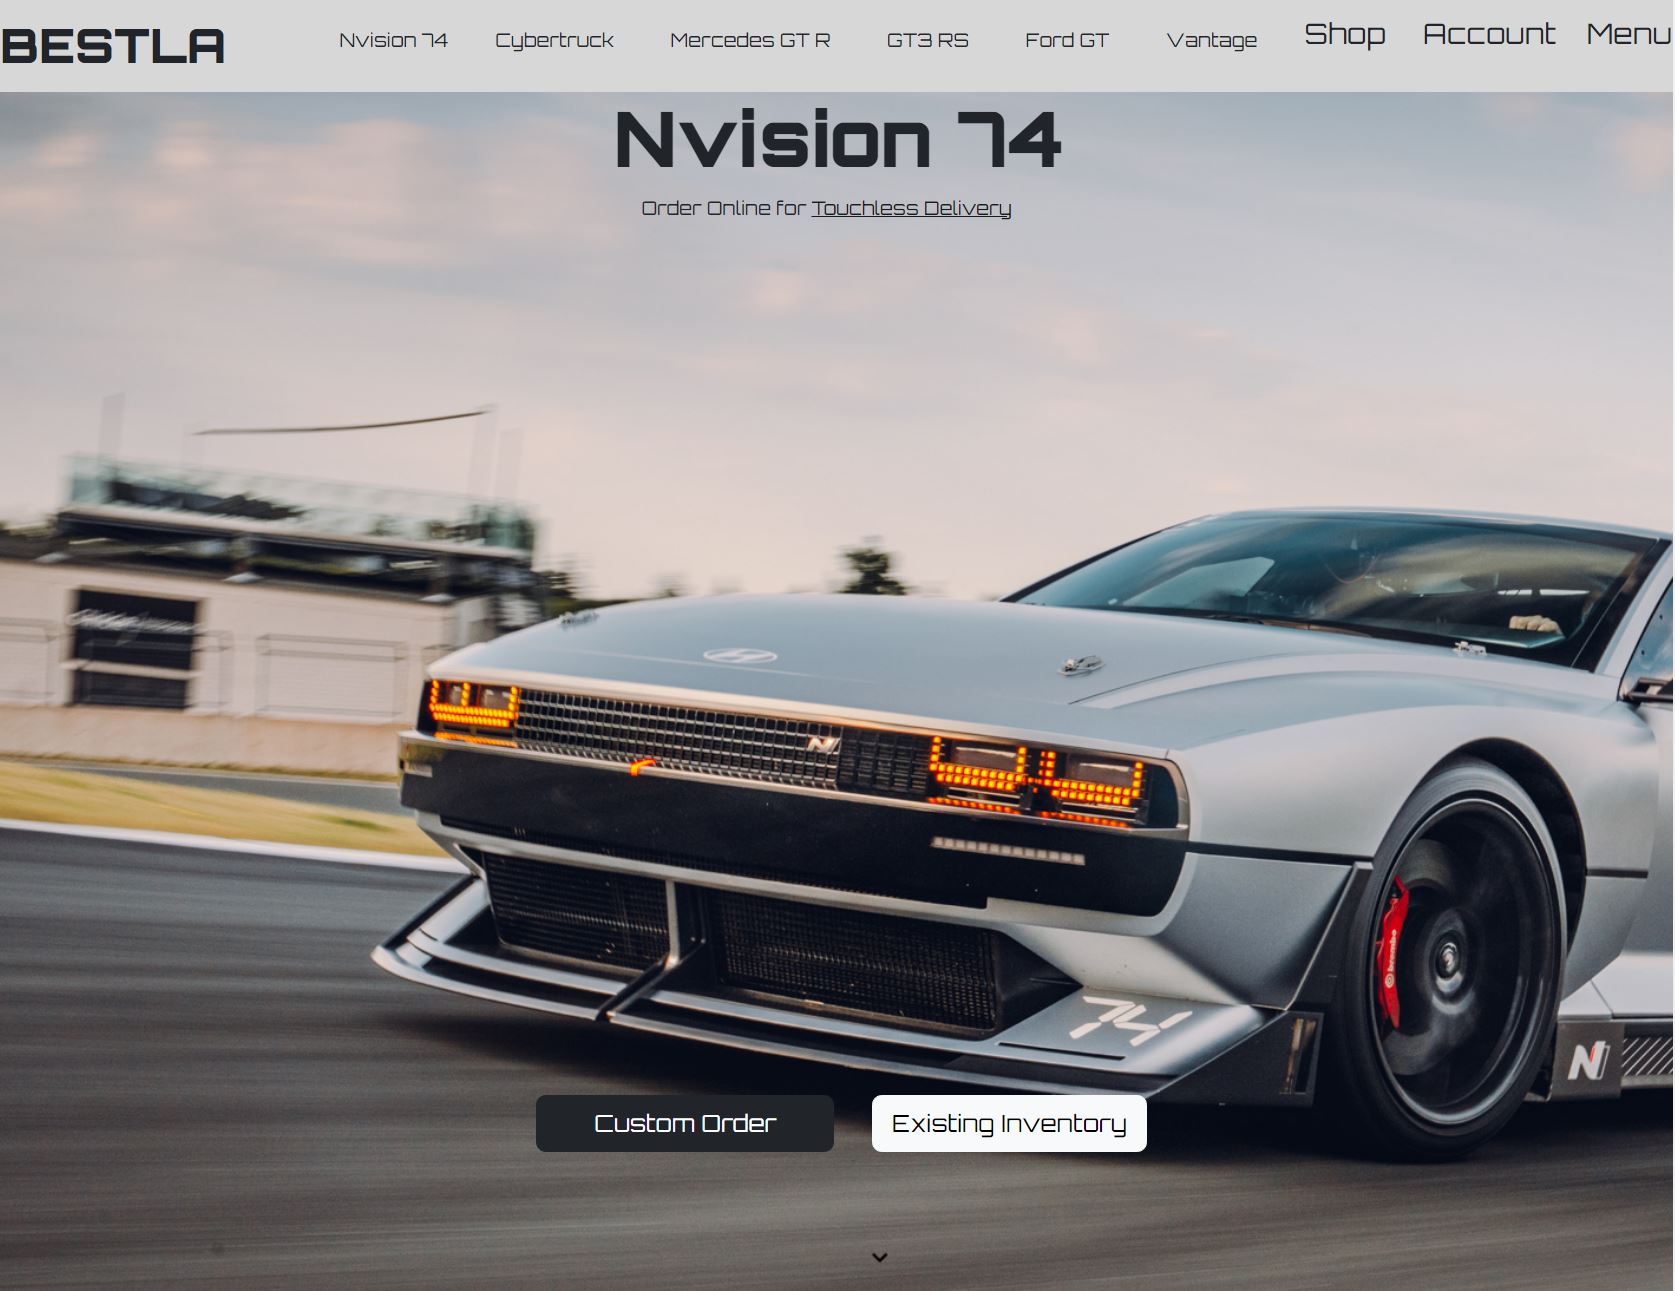 BESTLA Nvision 74 Cybertruck Mercedes GT R GT3 RS Ford GT Vantage Shop Account Menu
Nvision 74
Order Online for Touchless Delivery
N
brembo
74
N
Custom Order Existing Inventory